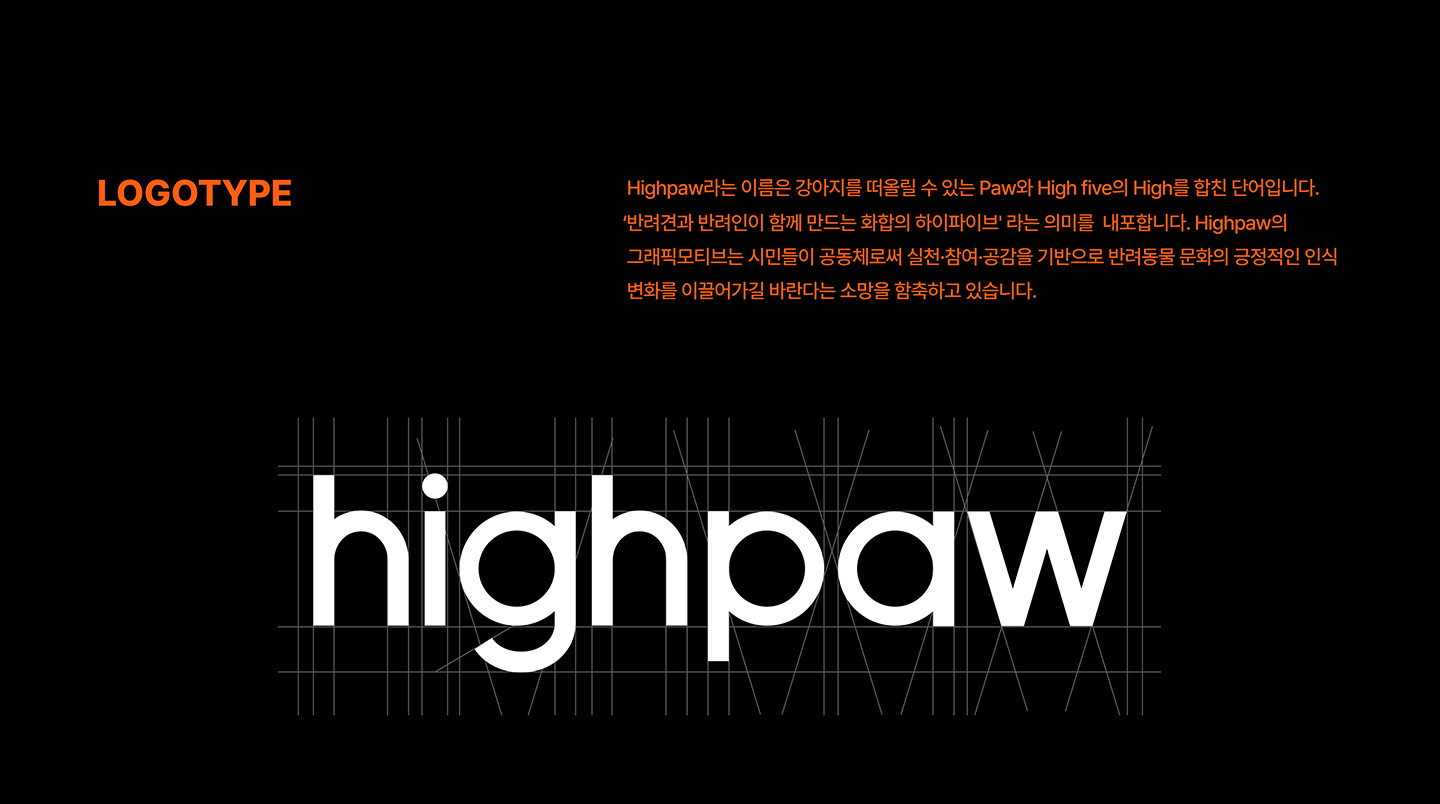 LOGOTYPE
Highpaw라는 이름은 강아지를 떠올릴 수 있는 Paw와 High five의 High를 합친 단어입니다.
‘반려견과 반려인이 함께 만드는 화합의 하이파이브' 라는 의미를  내포합니다. Highpaw의
그래픽모티브는 시민들이 공동체로써 실천·참여·공감을 기반으로 반려동물 문화의 긍정적인 인식
변화를 이끌어가길 바란다는 소망을 함축하고 있습니다.
highpaw